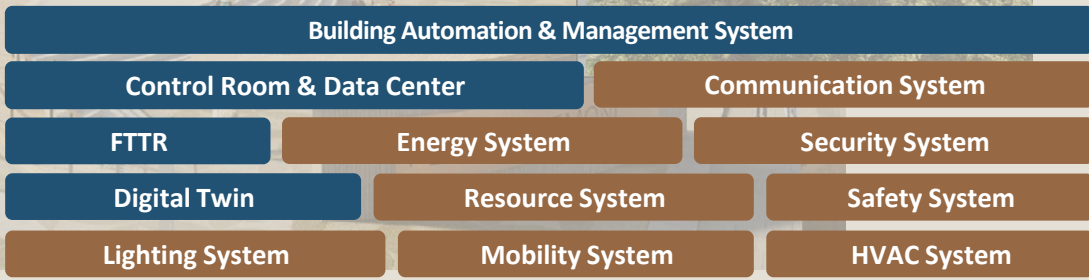 Building Automation & Management System
Control Room & Data Center
Communication System
FTTR
Energy System
Security System
Digital Twin
Resource System
Safety System
Lighting System
Mobility System
HVAC System